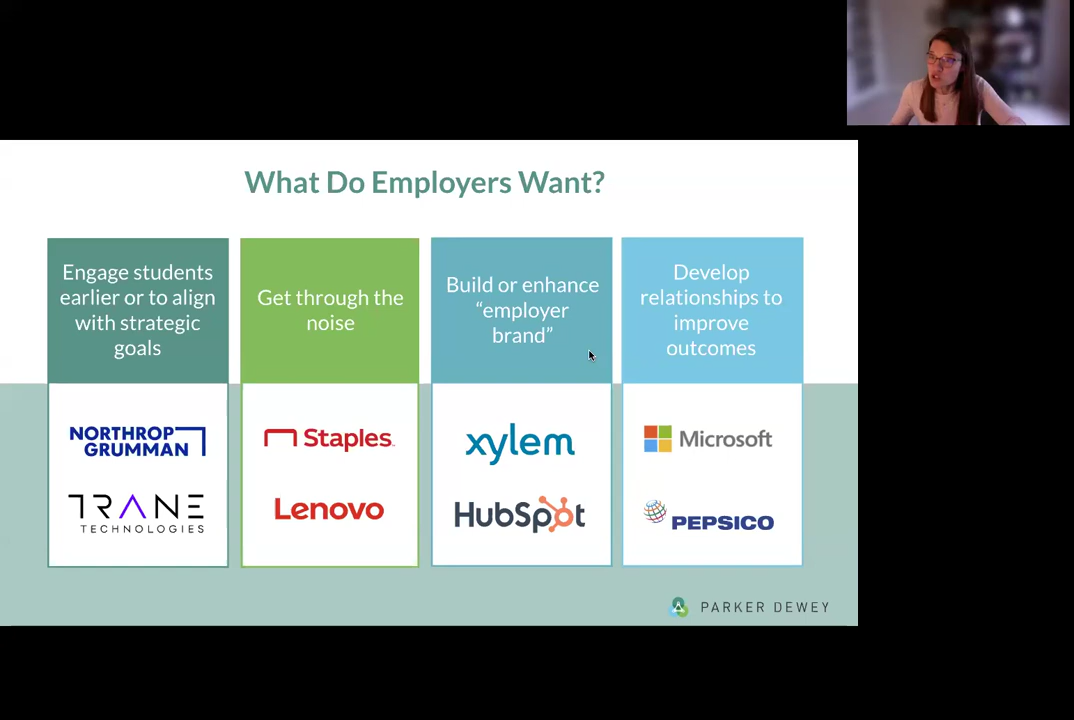 What Do Employers Want?
Engage students
earlier or to align
with strategic
goals
Get through the
noise
Build or enhance
“employer
brand”
Develop
relationships to
improve
outcomes
NORTHROP
GRUMMAN
TRANE
TECHNOLOGIES
Staples
Lenovo
xylem
HubSpot
Microsoft
PEPSICO
PARKER DEWEY